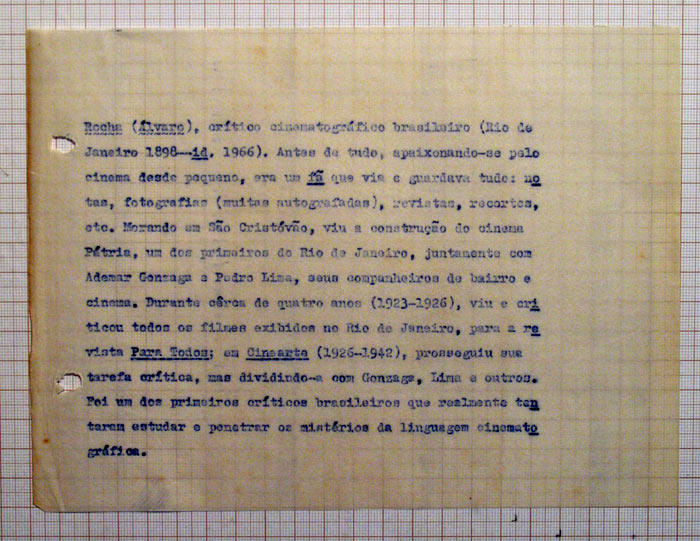 Rocha (Álvaro), crítico cinematográfico brasileiro (Rio de
Janeiro 1898--id. 1966). Antes de tudo, apaixonando-se pelo
cinema desde pequeno, era um fã que via e guardava tudo: no
tas, fotografias (muitas autografadas), revistas, recortes,
etc. Morando em São Cristóvão, viu a construção do cinema
Pátria, um dos primeiros do Rio de Janeiro, juntamente com
Ademar Gonzaga e Pedro Lima, seus companheiros de bairro e
cinema. Durante cêrca de quatro anos (1923-1926), viu e cri
ticou todos os filmes exibidos no Rio de Janeiro, para a re
vista Para Todos; em Cinearte (1926-1942), prosseguiu sua
tarefa crítica, mas dividindo-a com Gonzaga, Lima e outros.
Foi um dos primeiros críticos brasileiros que realmente ten
taram estudar e penetrar os mistérios da linguagem cinemato
gráfica.